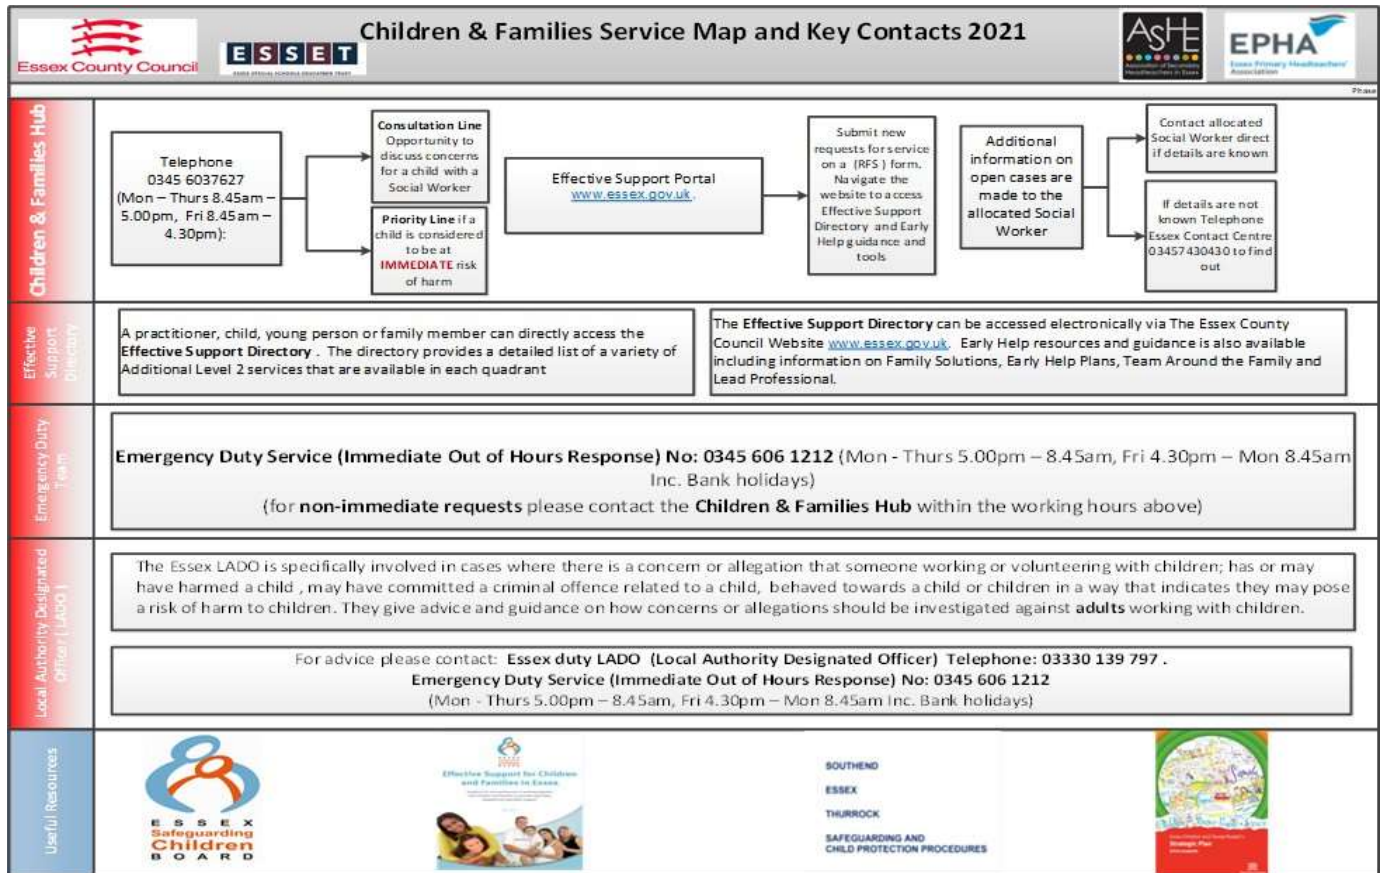 Children & Families Service Map and Key Contacts 2021
Essex County Council
ESSET
ESSEX SPECIAL SCHOOLS EDUCATION TRUST
ASHE
Association of Secondary
Headteachers in Essex
EPHA
Essex Primary Headteachers'
Association
Phase
Children & Families Hub
Telephone
0345 6037627
(Mon – Thurs 8.45am –
5.00pm, Fri 8.45am –
4.30pm):
Consultation Line
Opportunity to
discuss concerns
for a child with a
Social Worker
Priority Line if a
child is considered
to be at
IMMEDIATE risk
of harm
Effective Support Portal
www.essex.gov.uk .
Submit new
requests for service
on a (RFS ) form.
Navigate the
website to access
Effective Support
Directory and Early
Help guidance and
tools
Additional
information on
open cases are
made to the
allocated Social
Worker
Contact allocated
Social Worker direct
if details are known
If details are not
known Telephone
Essex Contact Centre
03457430430 to find
out
Effective
Support
Directory
A practitioner, child, young person or family member can directly access the
Effective Support Directory . The directory provides a detailed list of a variety of
Additional Level 2 services that are available in each quadrant
The Effective Support Directory can be accessed electronically via The Essex County
Council Website www.essex.gov.uk. Early Help resources and guidance is also available
including information on Family Solutions, Early Help Plans, Team Around the Family and
Lead Professional.
Emergency Duty
Team
Emergency Duty Service (Immediate Out of Hours Response) No: 0345 606 1212 (Mon - Thurs 5.00pm – 8.45am, Fri 4.30pm – Mon 8.45am
Inc. Bank holidays)
(for non-immediate requests please contact the Children & Families Hub within the working hours above)
Local Authority Designated
Officer [ LADO ]
The Essex LADO is specifically involved in cases where there is a concern or allegation that someone working or volunteering with children; has or may
have harmed a child , may have committed a criminal offence related to a child, behaved towards a child or children in a way that indicates they may pose
a risk of harm to children. They give advice and guidance on how concerns or allegations should be investigated against adults working with children.
For advice please contact: Essex duty LADO (Local Authority Designated Officer) Telephone: 03330 139 797 .
Emergency Duty Service (Immediate Out of Hours Response) No: 0345 606 1212
(Mon - Thurs 5.00pm – 8.45am, Fri 4.30pm – Mon 8.45am Inc. Bank holidays)
Useful Resources
ESSEX
Safeguarding
Children
BOARD
Effective Support for Children
and Families in Essex
SOUTHEND
ESSEX
THURROCK
SAFEGUARDING AND
CHILD PROTECTION PROCEDURES
Strategic Plan